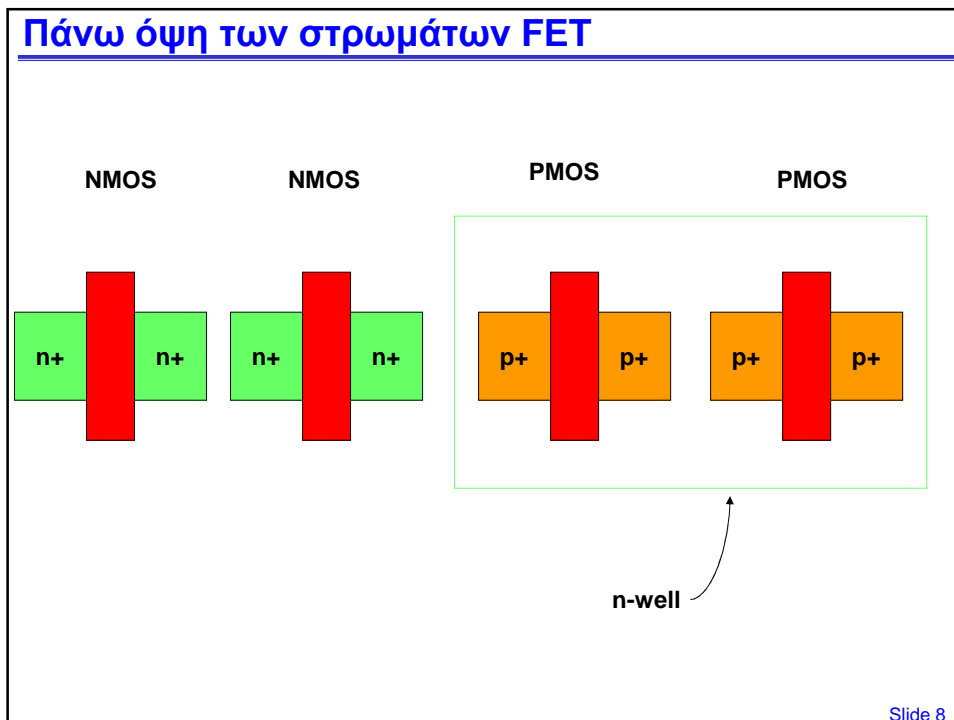 Πάνω όψη των στρωμάτων FET
NMOS NMOS PMOS PMOS
n+ n+ n+ n+ p+ p+ p+ p+
n-well
Slide 8